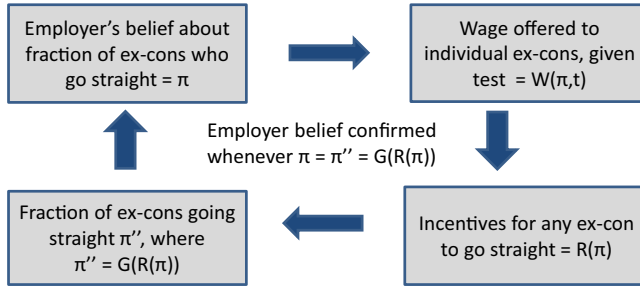 Employer's belief about
fraction of ex-cons who
go straight = π
Wage offered to
individual ex-cons, given
test  = W(π,t)
Employer belief confirmed
whenever π = π'' = G(R(π))
Fraction of ex-cons going
straight π'', where
π'' = G(R(π))
Incentives for any ex-con
to go straight = R(π)